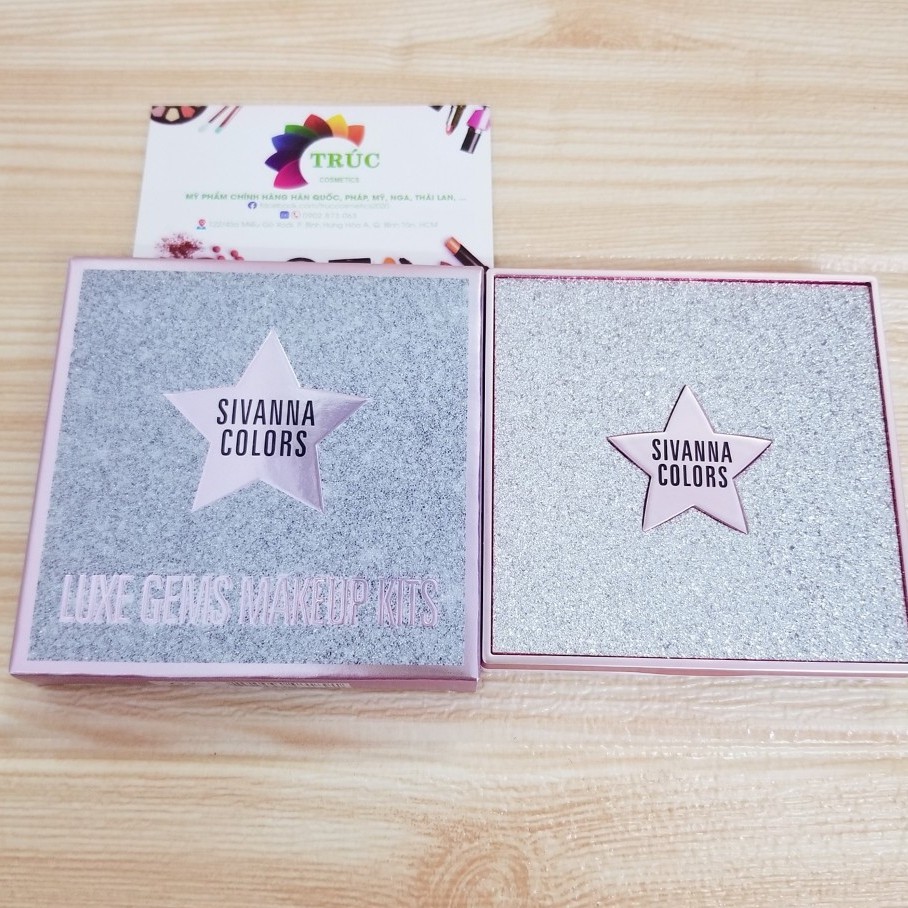 TRÚC
COSMETICS
MỸ PHẨM CHÍNH HÃNG HÀN QUỐC, PHÁP, MỸ, NGA, THÁI LAN, ...
SIVANNA
COLORS
LUXE GEMS MAKEUP KITS
SIVANNA
COLORS